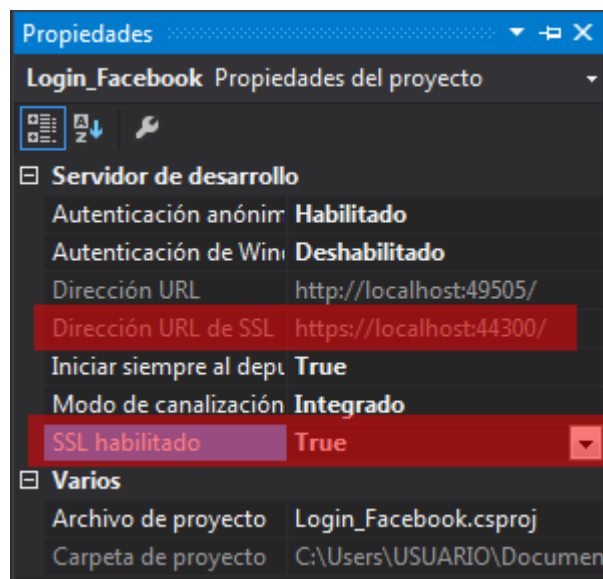 Propiedades
Login_Facebook Propiedades del proyecto
Servidor de desarrollo
Autenticación anónim Habilitado
Autenticación de Win Deshabilitado
Dirección URL http://localhost:49505/
Dirección URL de SSL https://localhost:44300/
Iniciar siempre al depu True
Modo de canalización Integrado
SSL habilitado True
Varios
Archivo de proyecto Login_Facebook.csproj
Carpeta de proyecto C:\Users\USUARIO\Documen